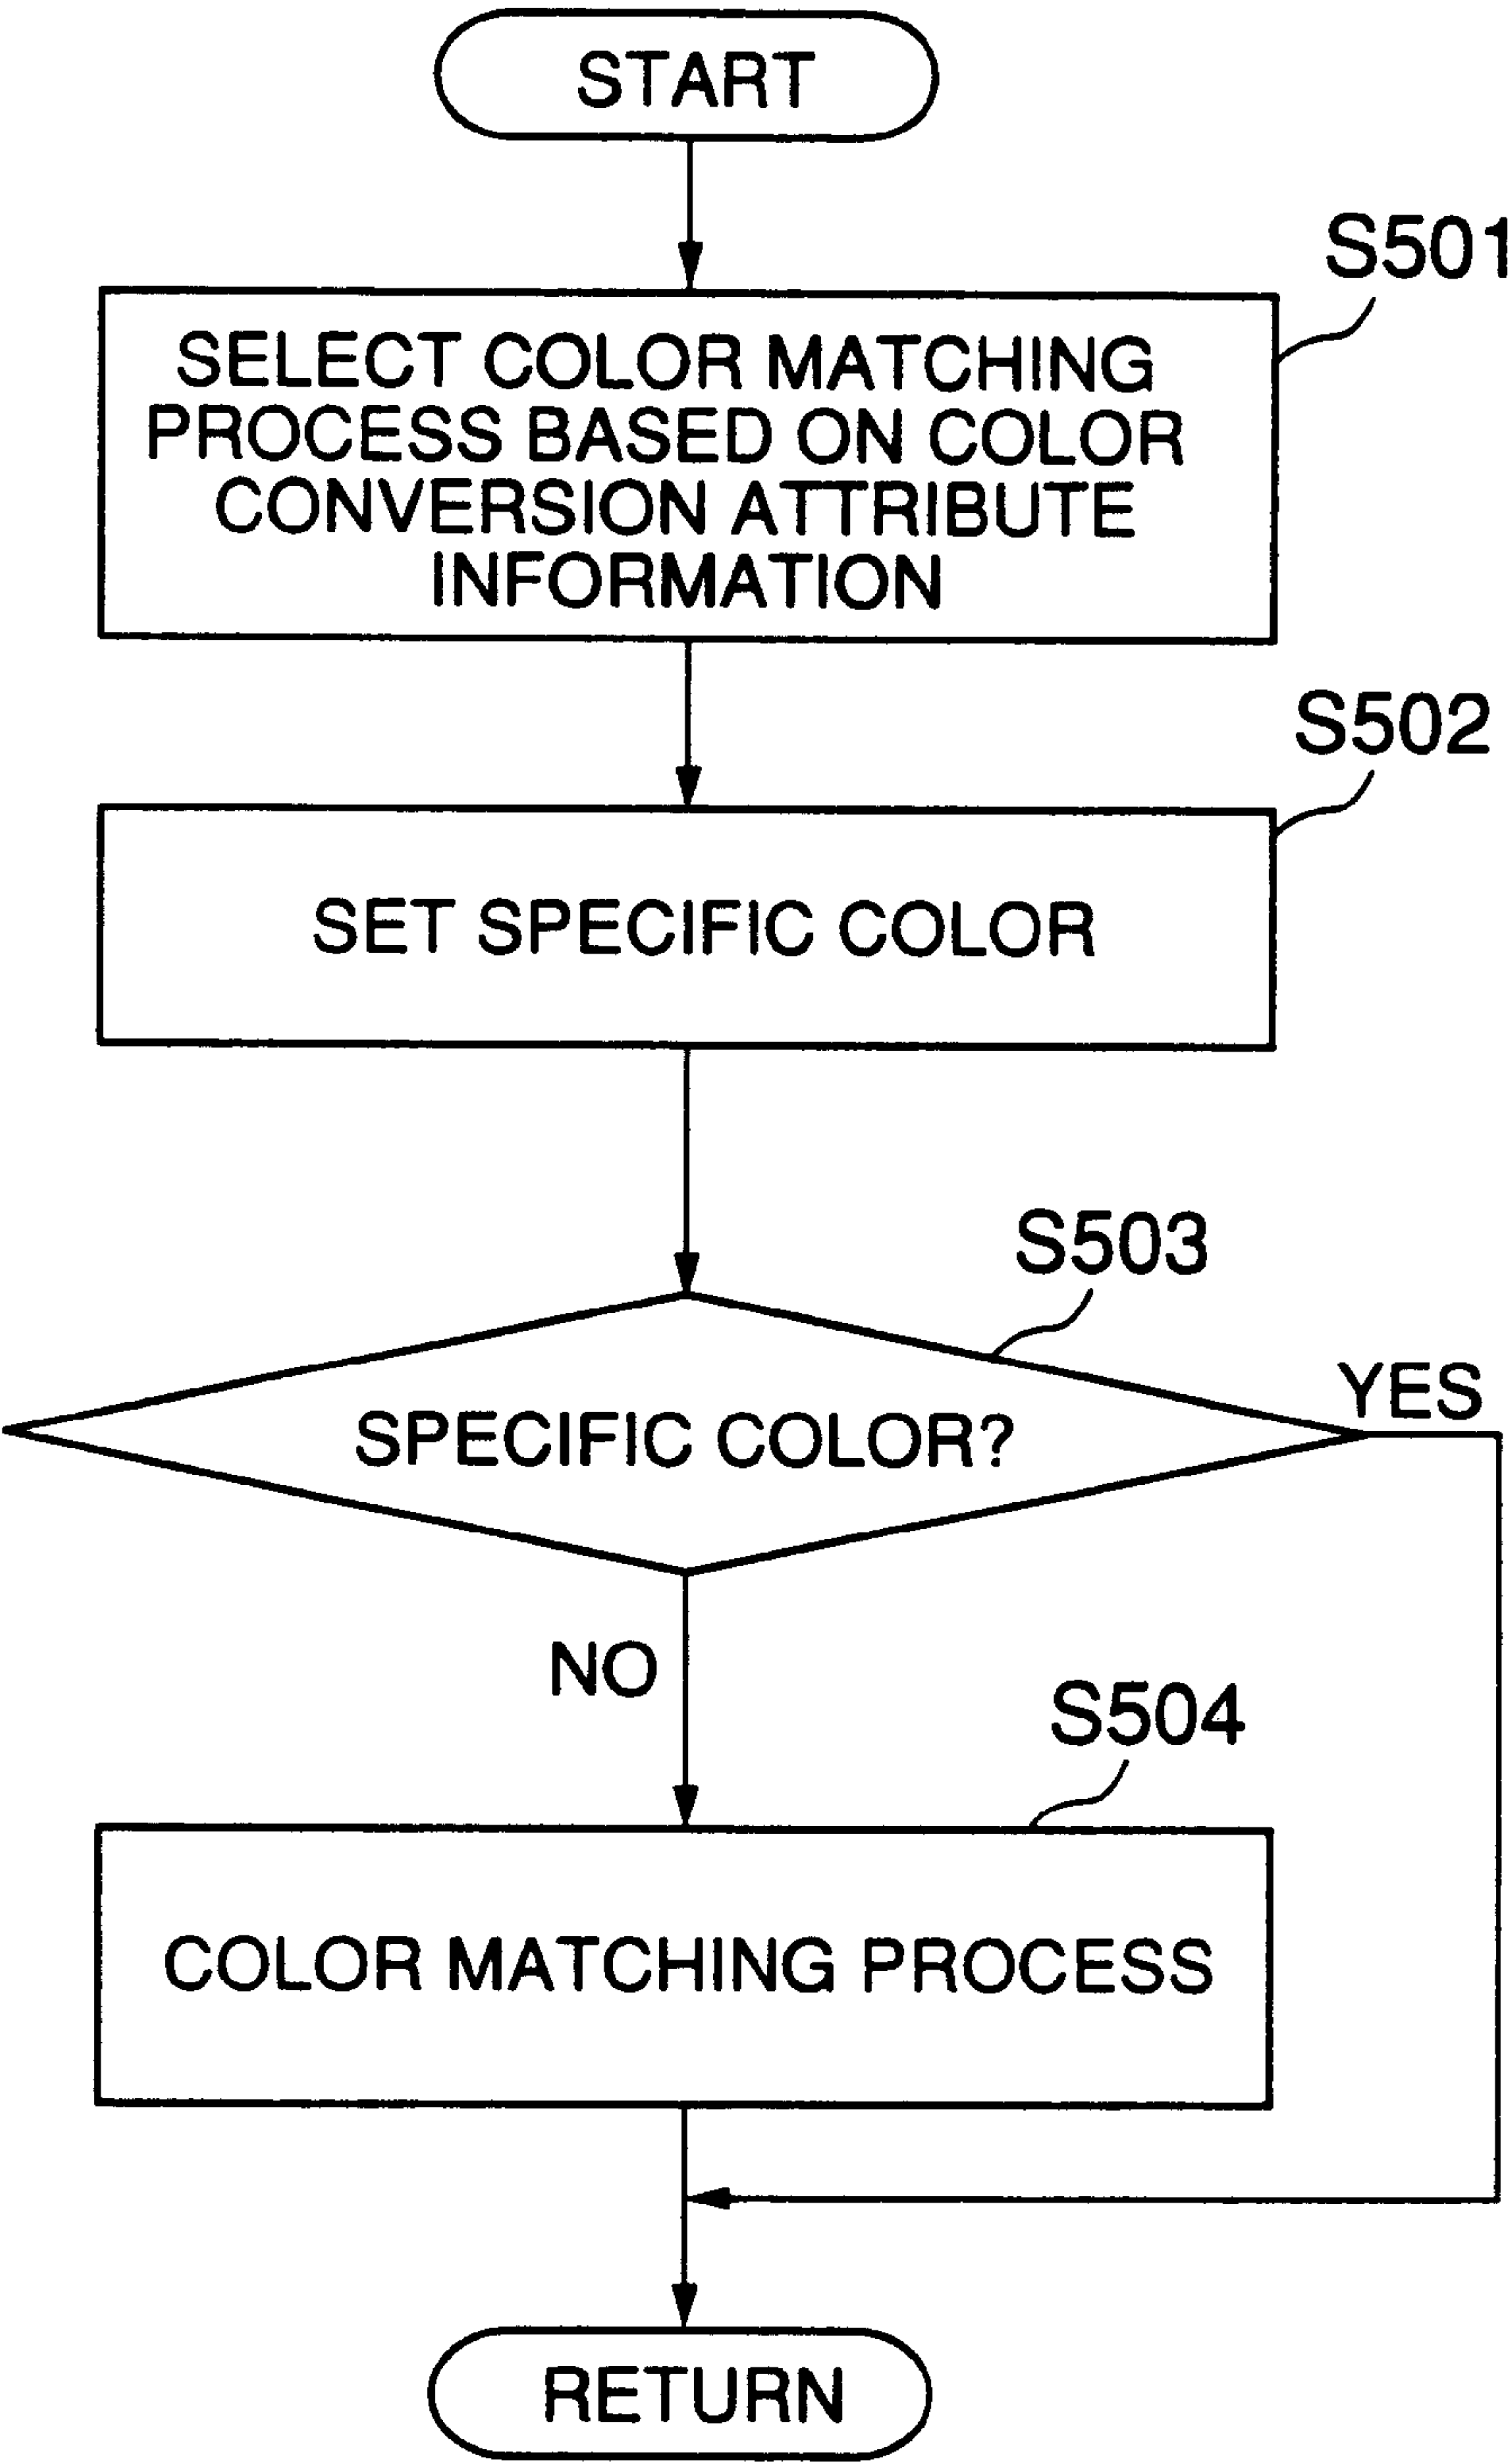 START
S501
SELECT COLOR MATCHING
PROCESS BASED ON COLOR
CONVERSION ATTRIBUTE
INFORMATION
S502
SET SPECIFIC COLOR
S503
SPECIFIC COLOR?
YES
NO
S504
COLOR MATCHING PROCESS
RETURN